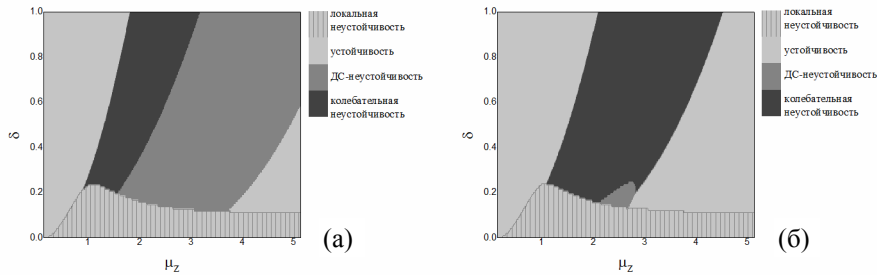 1.0
0.8
0.6
0.4
0.2
0.0
δ
1
2
3
4
5
μZ
локальная
неустойчивость
устойчивость
ДС-неустойчивость
колебательная
неустойчивость
(а)
1.0
0.8
0.6
0.4
0.2
0.0
δ
1
2
3
4
5
μZ
локальная
неустойчивость
устойчивость
ДС-неустойчивость
колебательная
неустойчивость
(б)